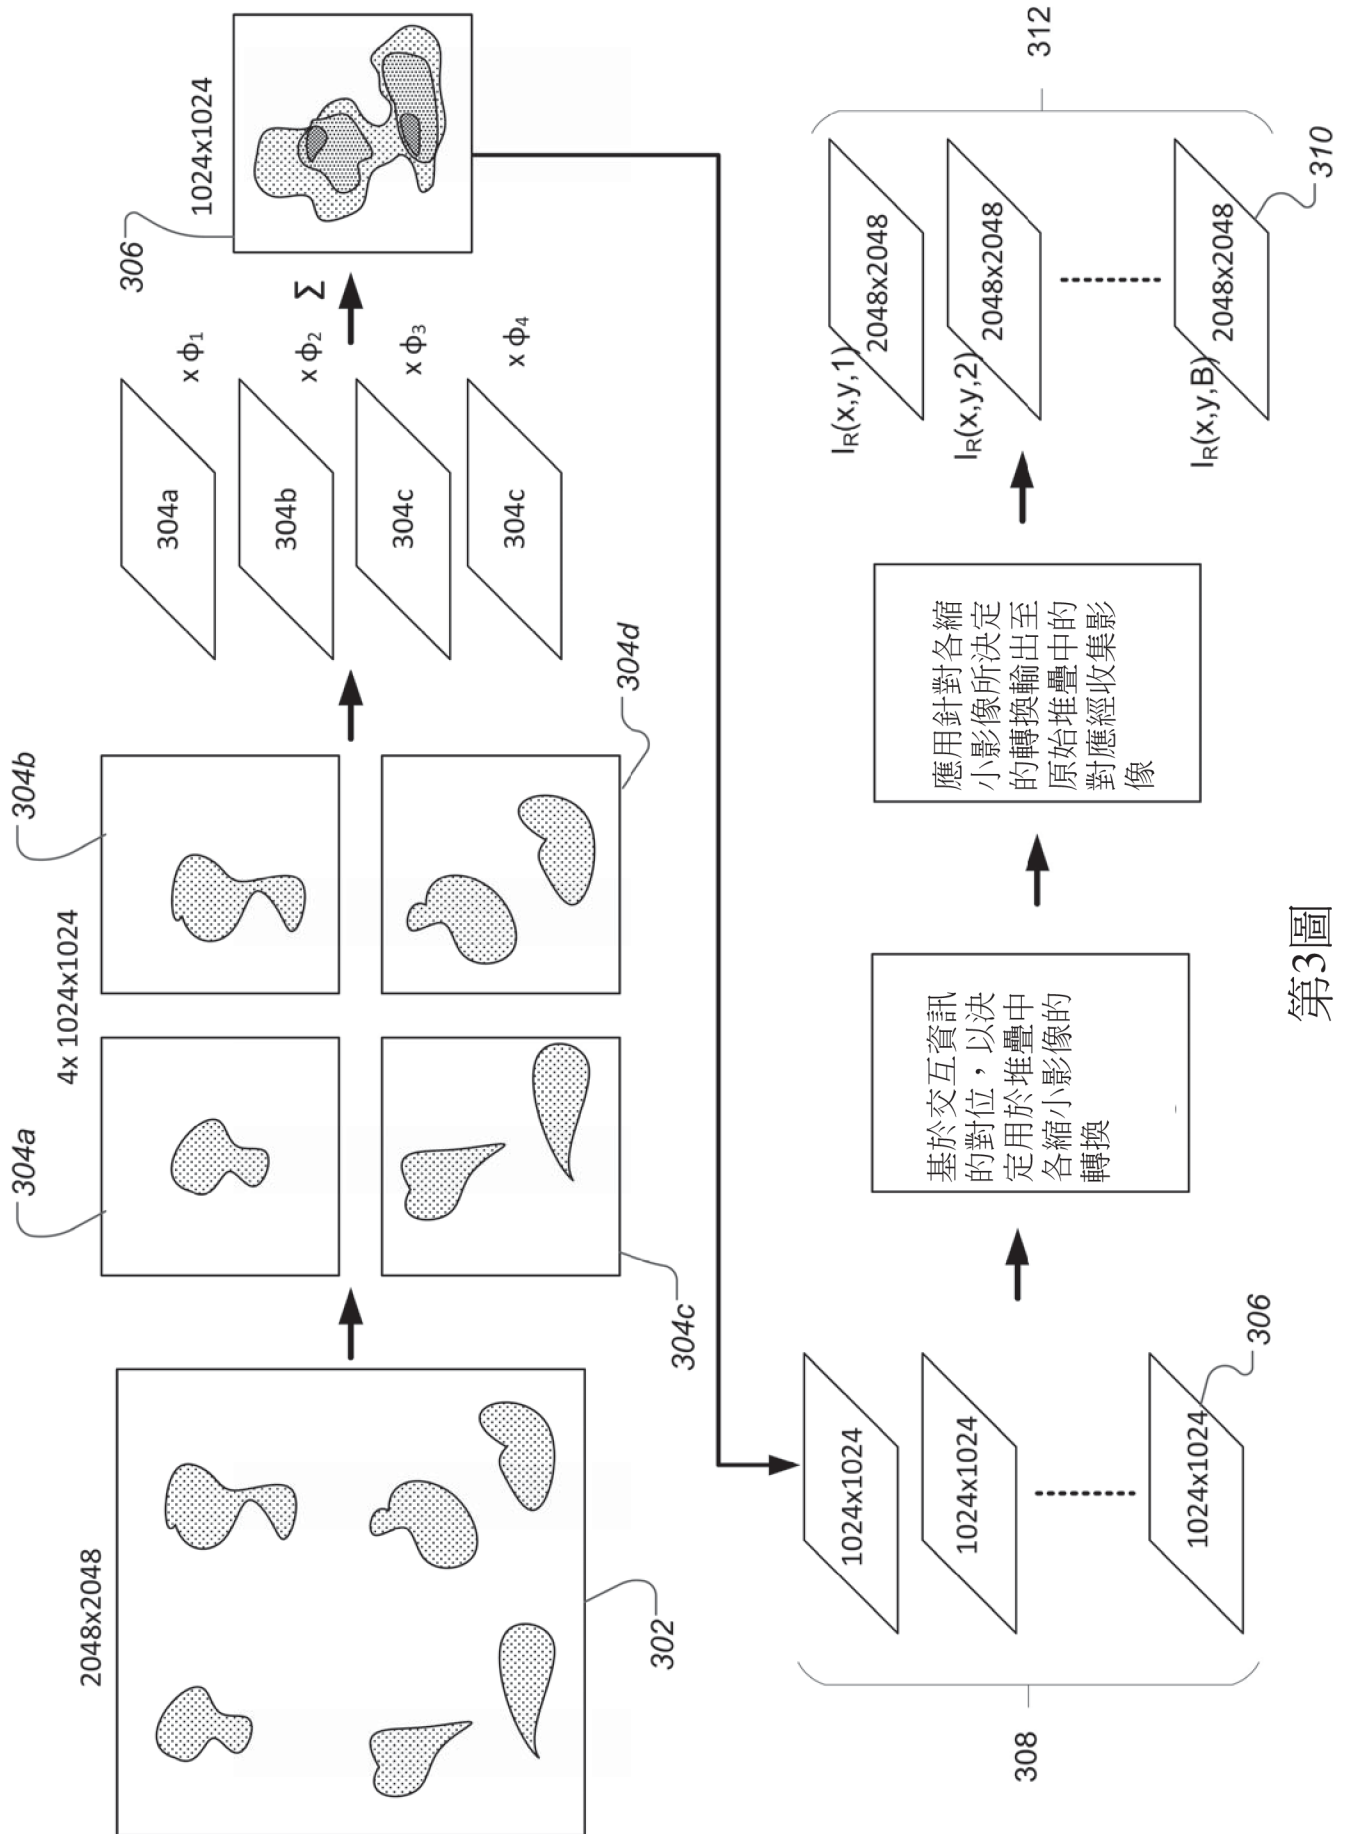 2048x2048
302
4x 1024x1024
304a
304b
304c
304d
304a
x ϕ1
304b
x ϕ2
304c
x ϕ3
304c
x ϕ4
Σ
1024x1024
306
308
1024x1024
1024x1024
1024x1024
306
基於交互資訊
的對位，以決
定用於堆疊中
各縮小影像的
轉換
應用針對各縮
小影像所決定
的轉換輸出至
原始堆疊中的
對應經收集影
像
IR(x,y,1)
2048x2048
IR(x,y,2)
2048x2048
IR(x,y,B)
2048x2048
310
312
第3圖